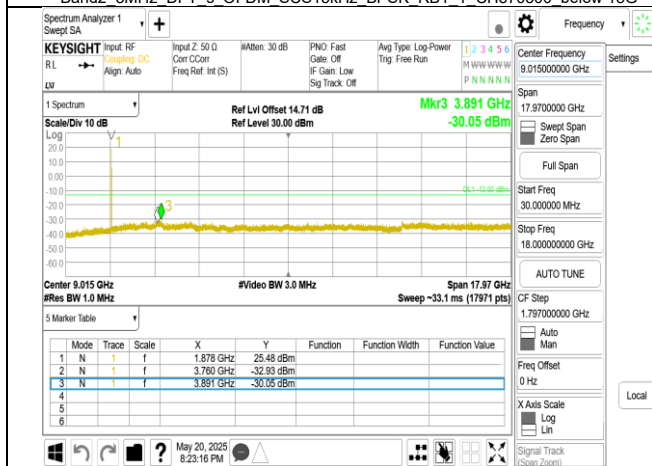 Spectrum Analyzer 1
Swept SA
Frequency
Settings
KEYSIGHT
RL
Input: RF
Coupling: DC
Align: Auto
Input Z: 50 Ω
Corr CCorr
Freq Ref: Int (S)
#Atten: 30 dB
PNO: Fast
Gate: Off
IF Gain: Low
Sig Track: Off
Avg Type: Log-Power
Trig: Free Run
1 2 3 4 5 6
M W W W W W
P N N N N N
1 Spectrum
Scale/Div 10 dB
Log
Ref Lvl Offset 14.71 dB
Ref Level 30.00 dBm
Mkr3 3.891 GHz
-30.05 dBm
1
20.0
10.0
0.00
-10.0
DL1 -13.00 dBm
-20.0
3
-30.0
-40.0
-50.0
-60.0
Center 9.015 GHz
#Res BW 1.0 MHz
#Video BW 3.0 MHz
Span 17.97 GHz
Sweep ~33.1 ms (17971 pts)
5 Marker Table
Mode Trace Scale X Y Function Function Width Function Value
1 N 1 f 1.878 GHz 25.48 dBm
2 N 1 f 3.760 GHz -32.93 dBm
3 N 1 f 3.891 GHz -30.05 dBm
4
5
6
May 20, 2025
8:23:16 PM
Center Frequency
9.015000000 GHz
Span
17.9700000 GHz
Swept Span
Zero Span
Full Span
Start Freq
30.000000 MHz
Stop Freq
18.000000000 GHz
AUTO TUNE
CF Step
1.797000000 GHz
Auto
Man
Freq Offset
0 Hz
X Axis Scale
Log
Lin
Signal Track
(Span Zoom)
Local